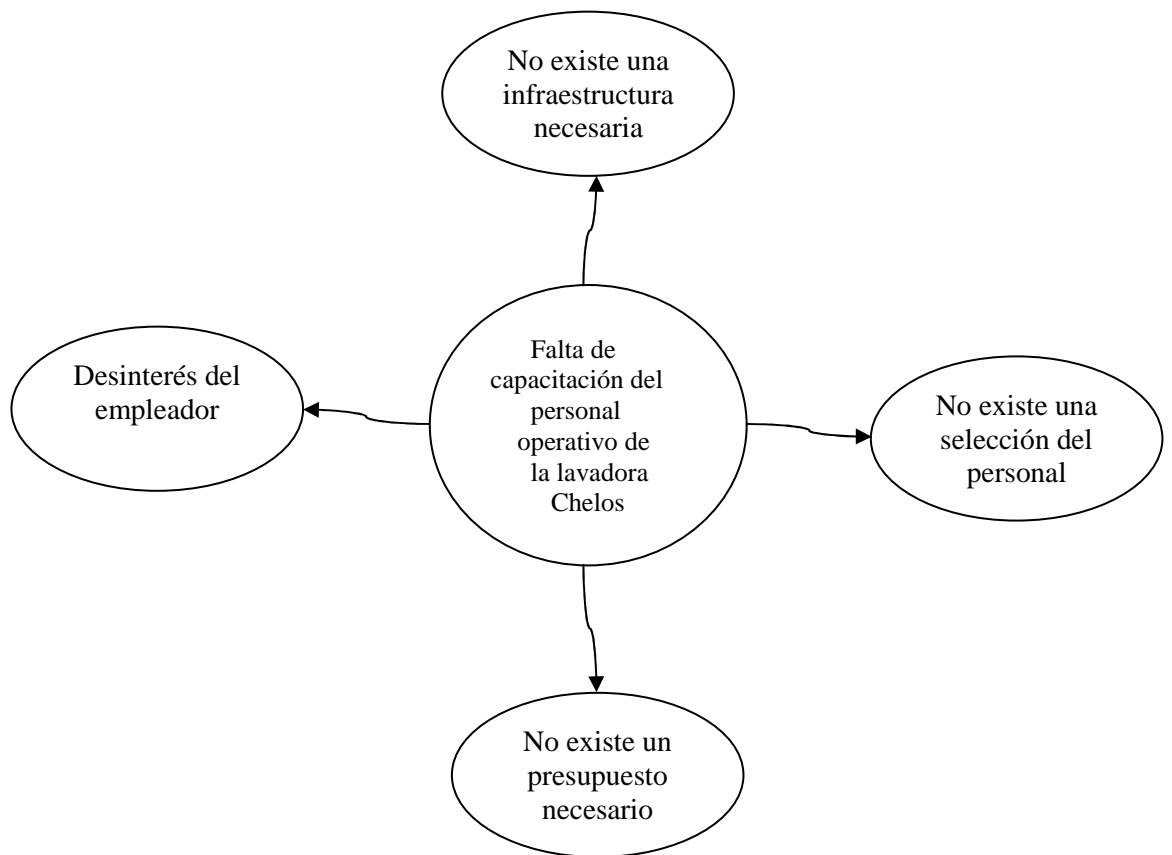 No existe una
infraestructura
necesaria
Desinterés del
empleador
Falta de
capacitación del
personal
operativo de
la lavadora
Chelos
No existe una
selección del
personal
No existe un
presupuesto
necesario